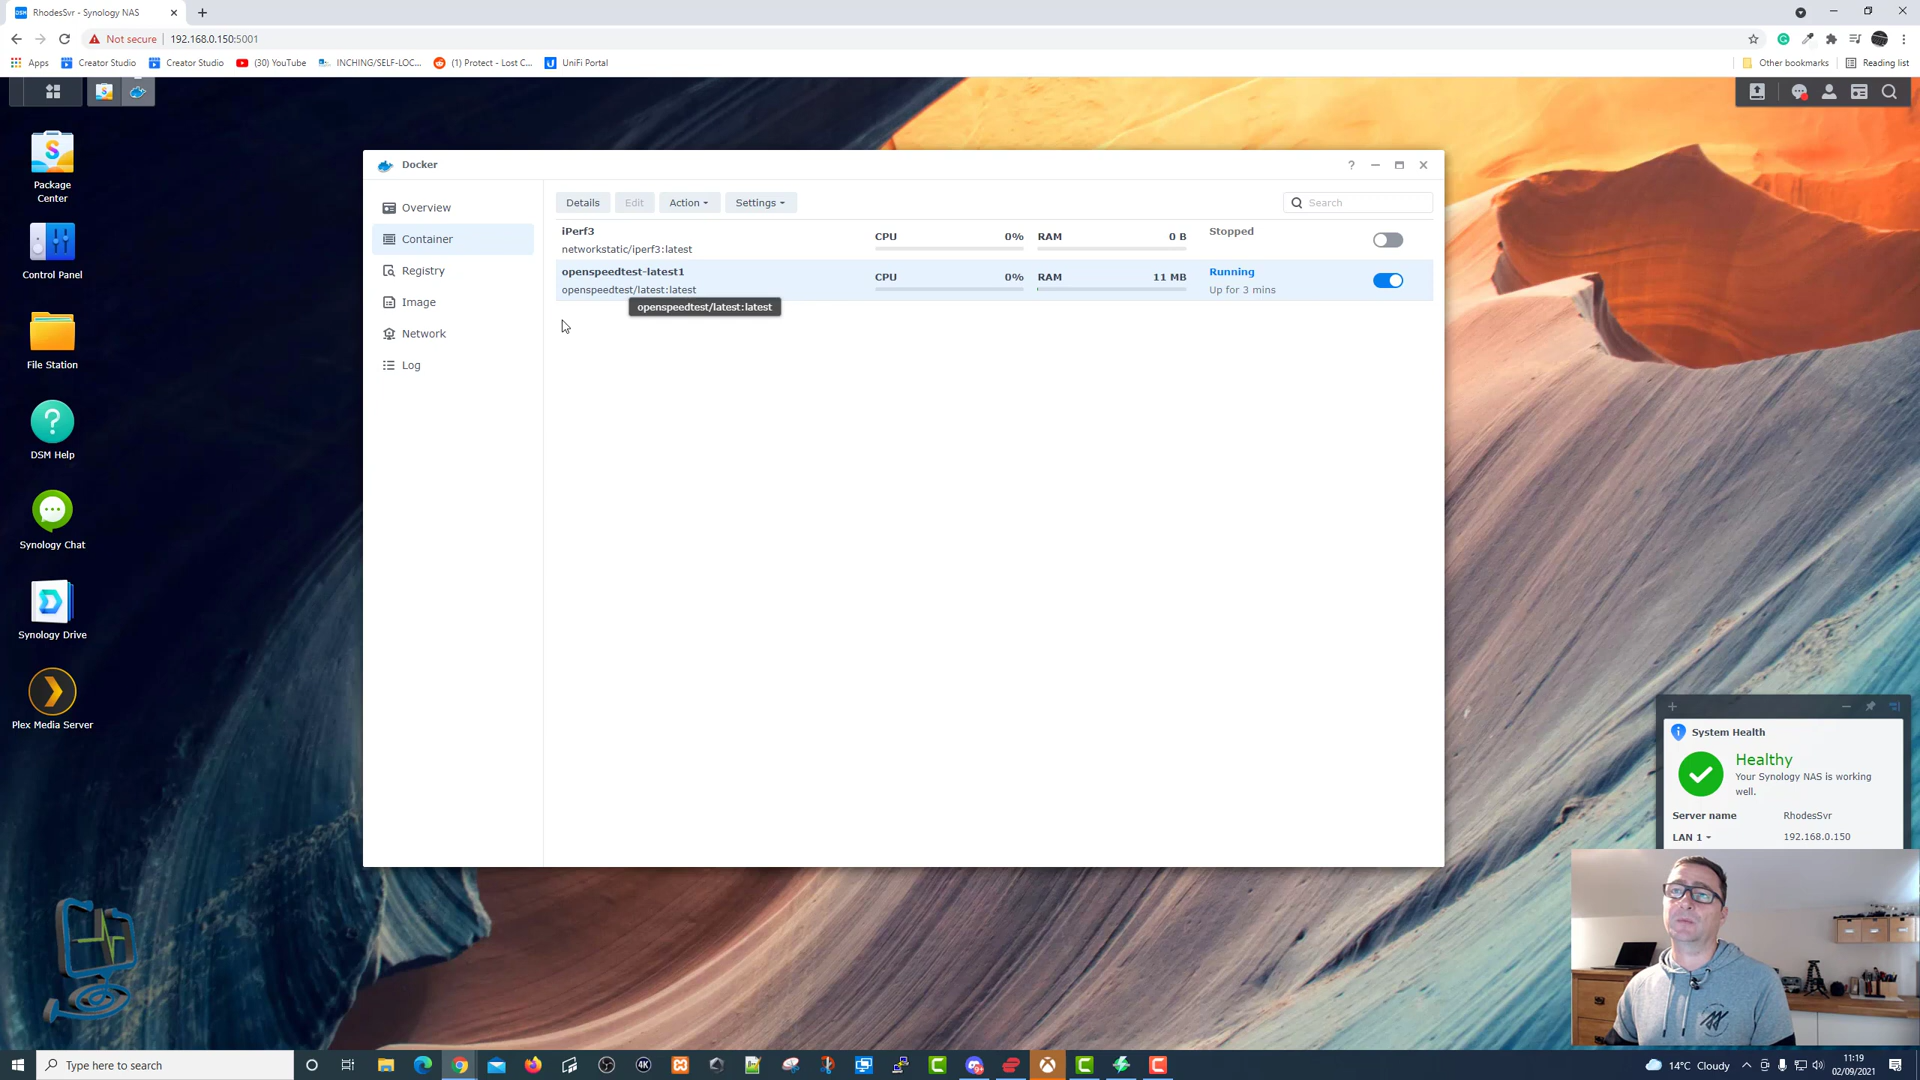 RhodesSvr - Synology NAS
Not secure
192.168.0.150:5001
Apps
Creator Studio
Creator Studio
(30) YouTube
INCHING/SELF-LOC...
(1) Protect - Lost C...
UniFi Portal
Other bookmarks
Reading list
Package
Center
Control Panel
File Station
DSM Help
Synology Chat
Synology Drive
Plex Media Server
Docker
Overview
Container
Registry
Image
Network
Log
Details
Edit
Action
Settings
Search
iPerf3
networkstatic/iperf3:latest
CPU 0%
RAM 0 B
Stopped
openspeedtest-latest1
openspeedtest/latest:latest
CPU 0%
RAM 11 MB
Running
Up for 3 mins
openspeedtest/latest:latest
System Health
Healthy
Your Synology NAS is working
well.
Server name RhodesSvr
LAN 1 192.168.0.150
Type here to search
4K
14°C Cloudy
11:19
02/09/2021